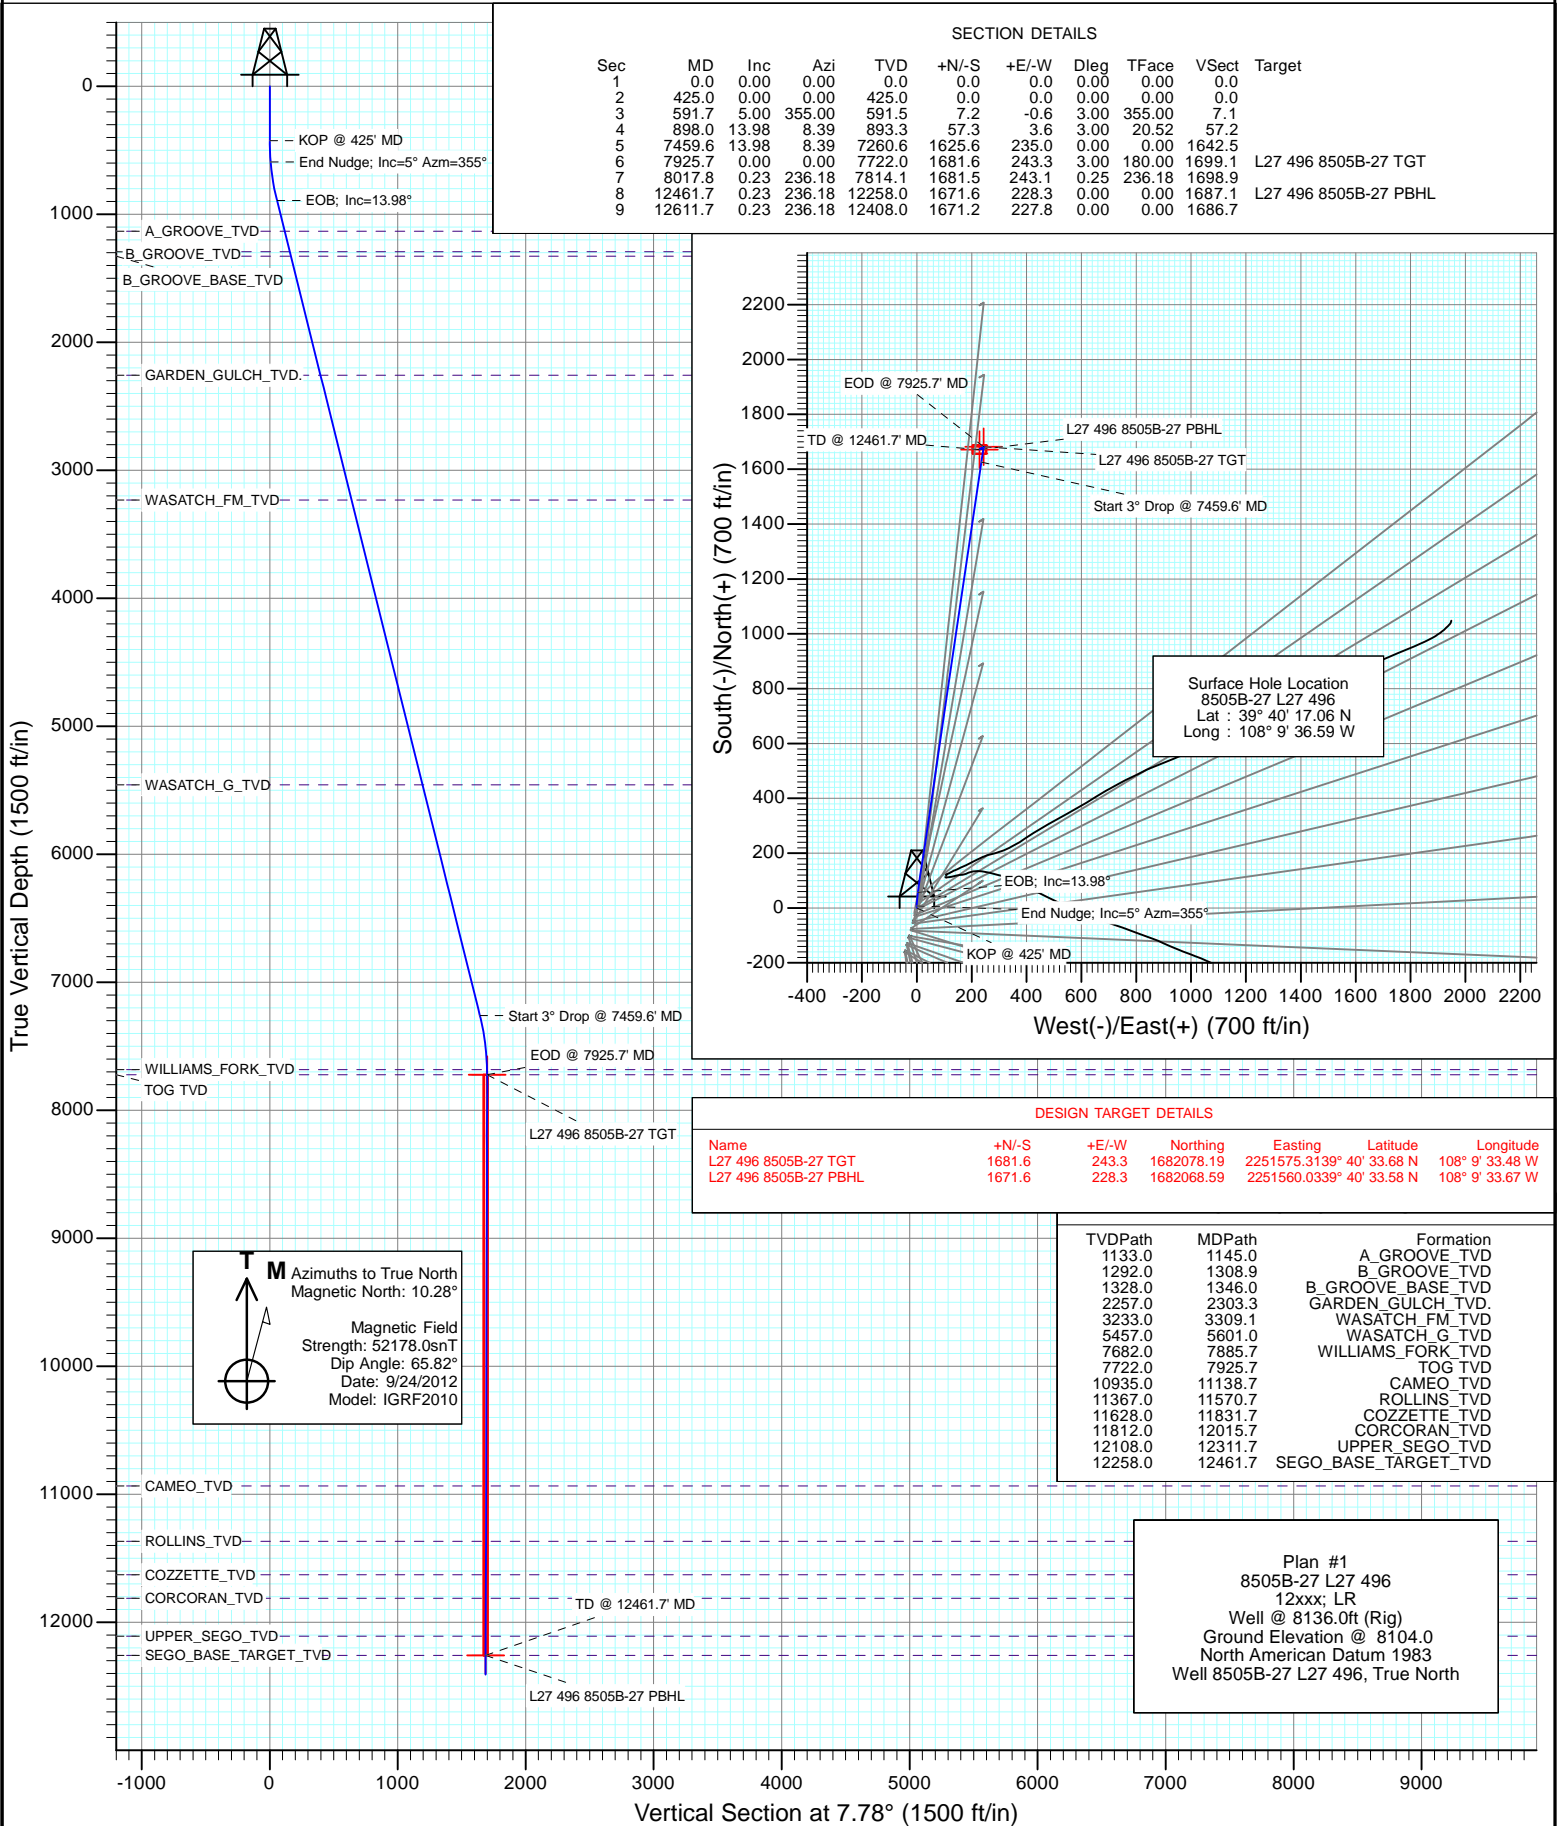 SECTION DETAILS
Sec MD Inc Azi TVD +N/-S +E/-W Dleg TFace VSect Target
1 0.0 0.00 0.00 0.0 0.0 0.0 0.00 0.00 0.0
2 425.0 0.00 0.00 425.0 0.0 0.0 0.00 0.00 0.0
3 591.7 5.00 355.00 591.5 7.2 -0.6 3.00 355.00 7.1
4 898.0 13.98 8.39 893.3 57.3 3.6 3.00 20.52 57.2
5 7459.6 13.98 8.39 7260.6 1625.6 235.0 0.00 0.00 1642.5
6 7925.7 0.00 0.00 7722.0 1681.6 243.3 3.00 180.00 1699.1 L27 496 8505B-27 TGT
7 8017.8 0.23 236.18 7814.1 1681.5 243.1 0.25 236.18 1698.9
8 12461.7 0.23 236.18 12258.0 1671.6 228.3 0.00 0.00 1687.1 L27 496 8505B-27 PBHL
9 12611.7 0.23 236.18 12408.0 1671.2 227.8 0.00 0.00 1686.7
True Vertical Depth (1500 ft/in)
0
1000
2000
3000
4000
5000
6000
7000
8000
9000
10000
11000
12000
KOP @ 425' MD
End Nudge; Inc=5° Azm=355°
EOB; Inc=13.98°
A_GROOVE_TVD
B_GROOVE_TVD
B_GROOVE_BASE_TVD
GARDEN_GULCH_TVD.
WASATCH_FM_TVD
WASATCH_G_TVD
Start 3° Drop @ 7459.6' MD
EOD @ 7925.7' MD
WILLIAMS_FORK_TVD
TOG TVD
L27 496 8505B-27 TGT
CAMEO_TVD
ROLLINS_TVD
COZZETTE_TVD
CORCORAN_TVD
TD @ 12461.7' MD
UPPER_SEGO_TVD
SEGO_BASE_TARGET_TVD
L27 496 8505B-27 PBHL
-1000 0 1000 2000 3000 4000 5000 6000 7000 8000 9000
Vertical Section at 7.78° (1500 ft/in)
South(-)/North(+) (700 ft/in)
2200
2000
1800
1600
1400
1200
1000
800
600
400
200
0
-200
EOD @ 7925.7' MD
TD @ 12461.7' MD
L27 496 8505B-27 PBHL
L27 496 8505B-27 TGT
Start 3° Drop @ 7459.6' MD
Surface Hole Location
8505B-27 L27 496
Lat : 39° 40' 17.06 N
Long : 108° 9' 36.59 W
EOB; Inc=13.98°
End Nudge; Inc=5° Azm=355°
KOP @ 425' MD
-400 -200 0 200 400 600 800 1000 1200 1400 1600 1800 2000 2200
West(-)/East(+) (700 ft/in)
DESIGN TARGET DETAILS
Name +N/-S +E/-W Northing Easting Latitude Longitude
L27 496 8505B-27 TGT 1681.6 243.3 1682078.19 2251575.3139° 40' 33.68 N 108° 9' 33.48 W
L27 496 8505B-27 PBHL 1671.6 228.3 1682068.59 2251560.0339° 40' 33.58 N 108° 9' 33.67 W
TVDPath MDPath Formation
1133.0 1145.0 A_GROOVE_TVD
1292.0 1308.9 B_GROOVE_TVD
1328.0 1346.0 B_GROOVE_BASE_TVD
2257.0 2303.3 GARDEN_GULCH_TVD.
3233.0 3309.1 WASATCH_FM_TVD
5457.0 5601.0 WASATCH_G_TVD
7682.0 7885.7 WILLIAMS_FORK_TVD
7722.0 7925.7 TOG TVD
10935.0 11138.7 CAMEO_TVD
11367.0 11570.7 ROLLINS_TVD
11628.0 11831.7 COZZETTE_TVD
11812.0 12015.7 CORCORAN_TVD
12108.0 12311.7 UPPER_SEGO_TVD
12258.0 12461.7 SEGO_BASE_TARGET_TVD
T M
Azimuths to True North
Magnetic North: 10.28°
Magnetic Field
Strength: 52178.0snT
Dip Angle: 65.82°
Date: 9/24/2012
Model: IGRF2010
Plan #1
8505B-27 L27 496
12xxx; LR
Well @ 8136.0ft (Rig)
Ground Elevation @ 8104.0
North American Datum 1983
Well 8505B-27 L27 496, True North